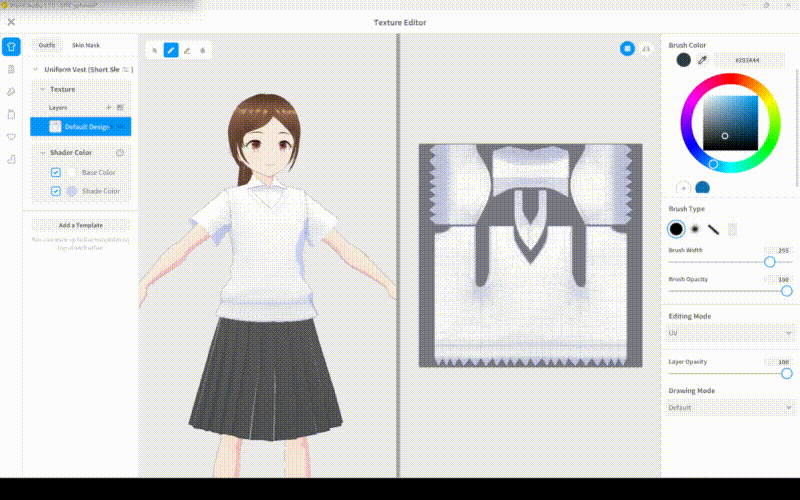 Texture Editor
Outfit
Skin Mask
Uniform Vest (Short Sle
Texture
Layers
Default Design
Shader Color
Base Color
Shade Color
Add a Template
Brush Color
Brush Type
Brush Width
255
Brush Opacity
100
Editing Mode
UV
Layer Opacity
100
Drawing Mode
Default